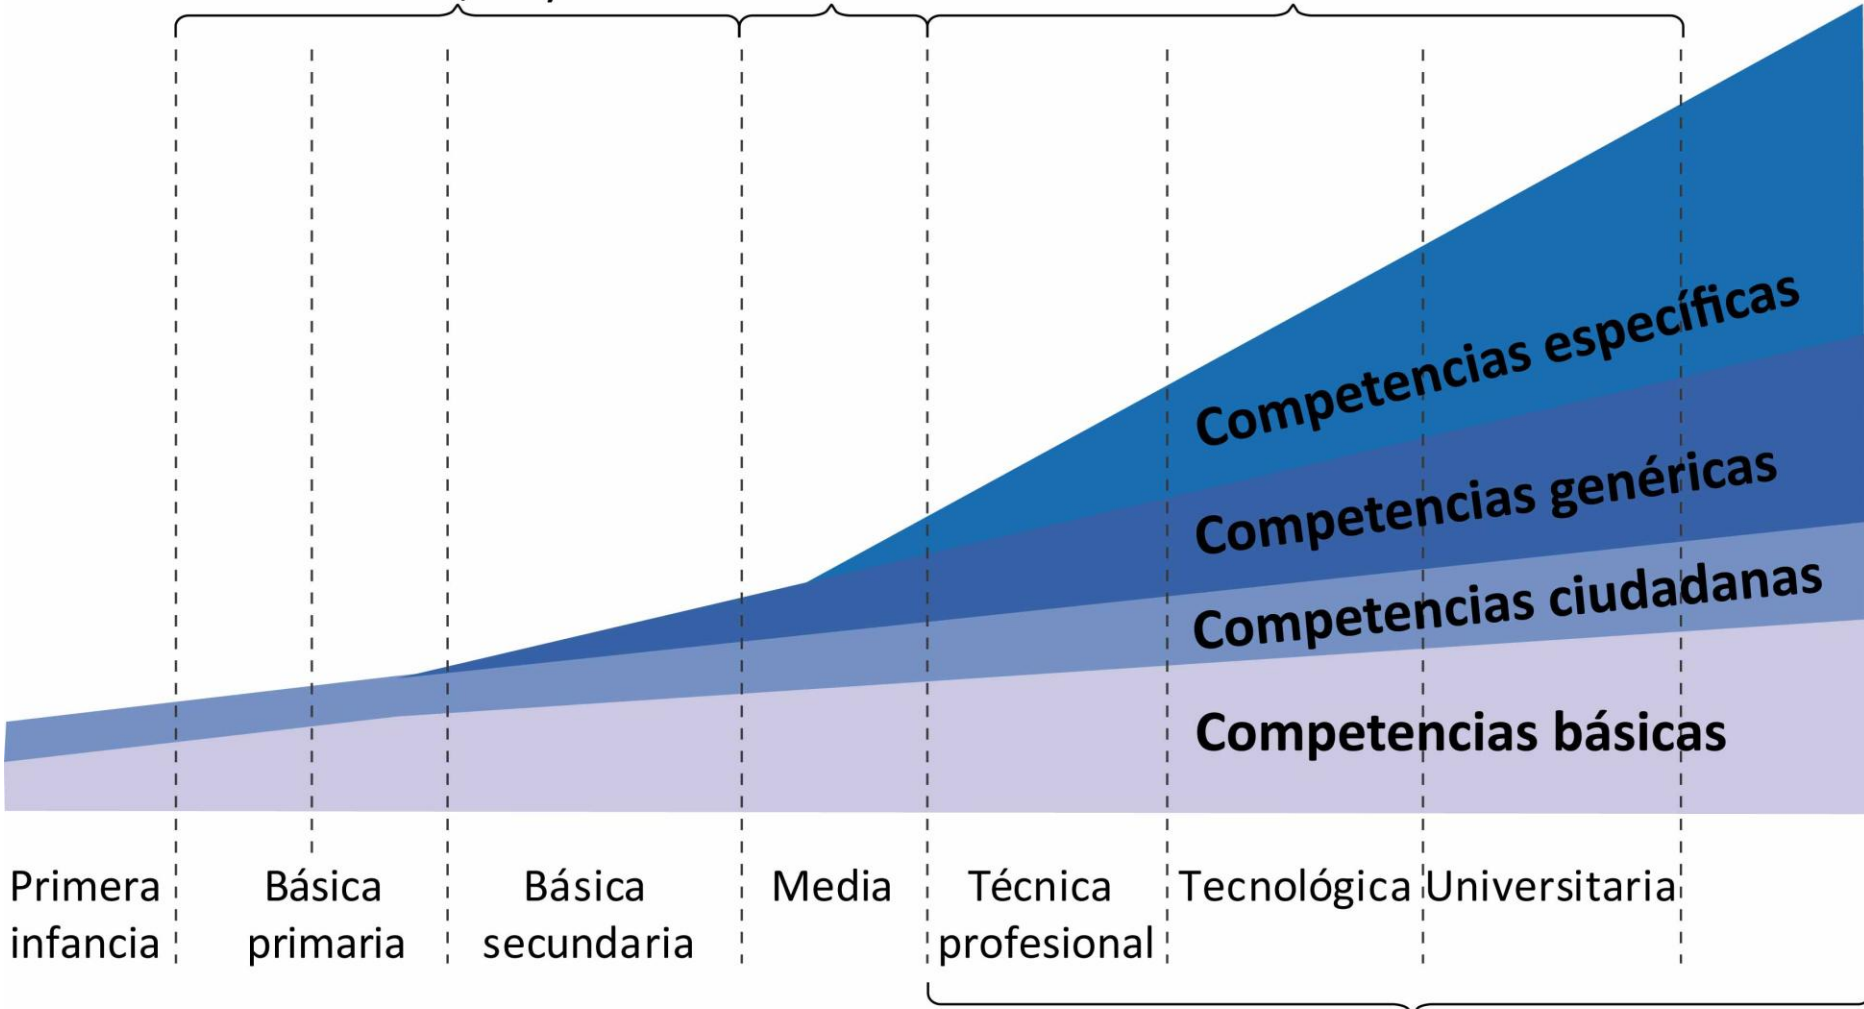 Competencias específicas
Competencias genéricas
Competencias ciudadanas
Competencias básicas
Primera
infancia
Básica
primaria
Básica
secundaria
Media
Técnica
profesional
Tecnológica
Universitaria